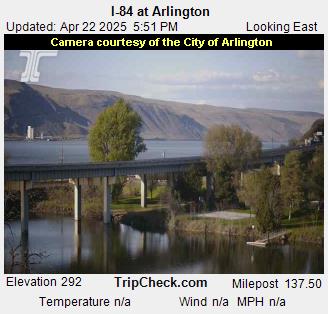 I-84 at Arlington
Updated: Apr 22 2025 5:51 PM Looking East
Camera courtesy of the City of Arlington
Elevation 292 TripCheck.com Milepost 137.50
Temperature n/a Wind n/a MPH n/a